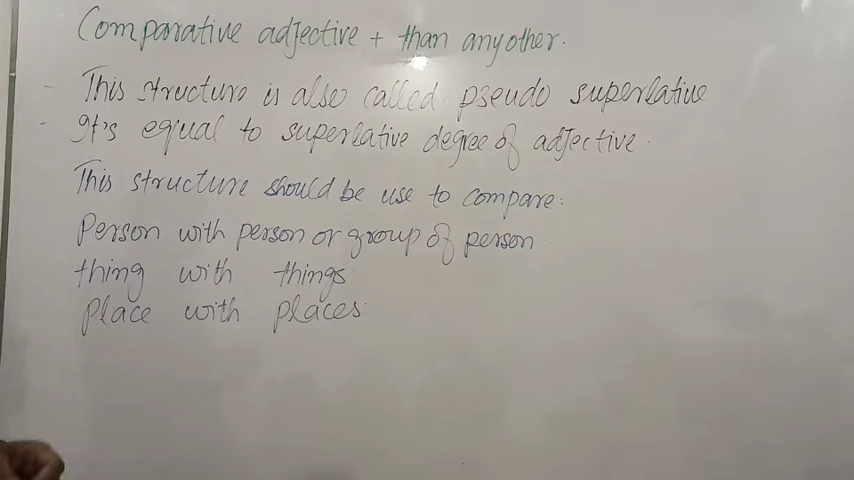 Comparative adjective + than anyother.
- This structure is also called pseudo superlative
- It's equal to superlative degree of adjective.
This structure should be use to compare:
Person with person or group of person.
thing with things
Place with places